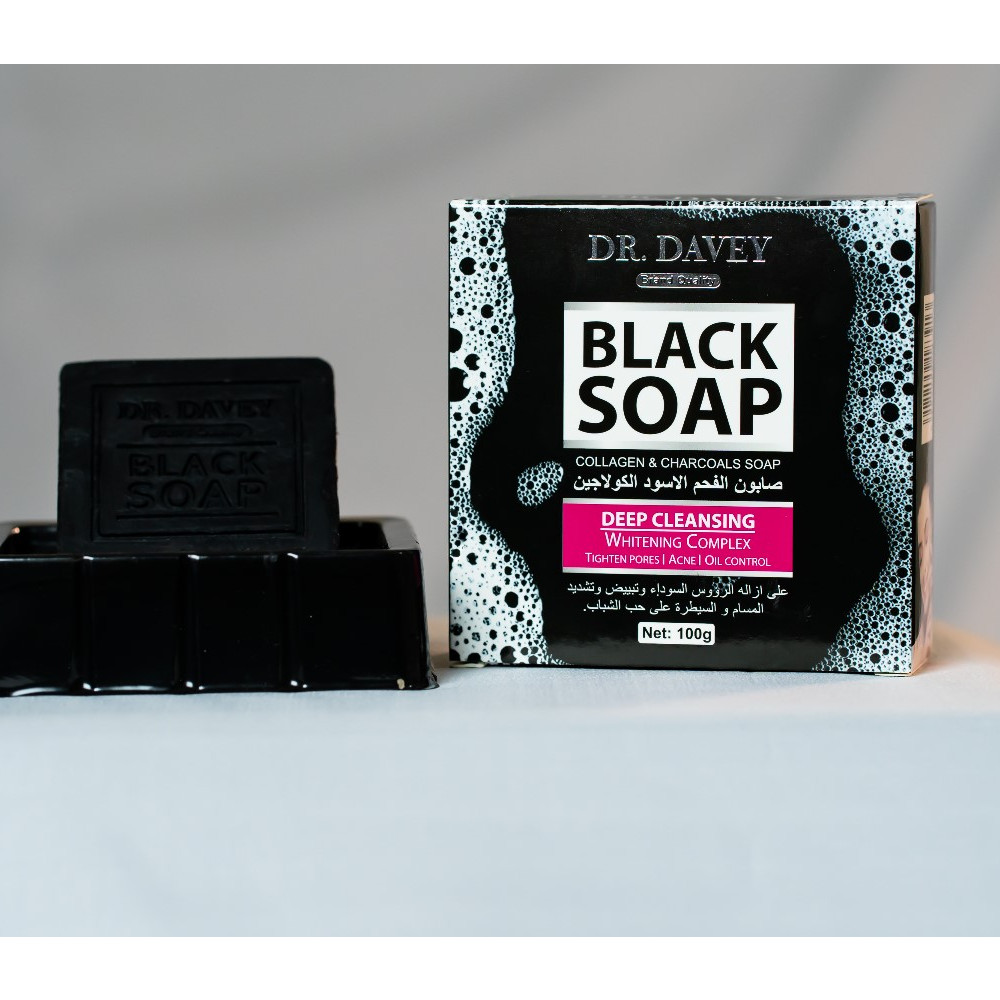 DR. DAVEY
BLACK
SOAP
DR. DAVEY
Brand Quality
BLACK
SOAP
COLLAGEN & CHARCOALS SOAP
صابون الفحم الاسود الكولاجين
DEEP CLEANSING
WHITENING COMPLEX
TIGHTEN PORES | ACNE | OIL CONTROL
على ازاله الرؤوس السوداء وتبييض وتشديد
المسام و السيطرة على حب الشباب.
Net: 100g